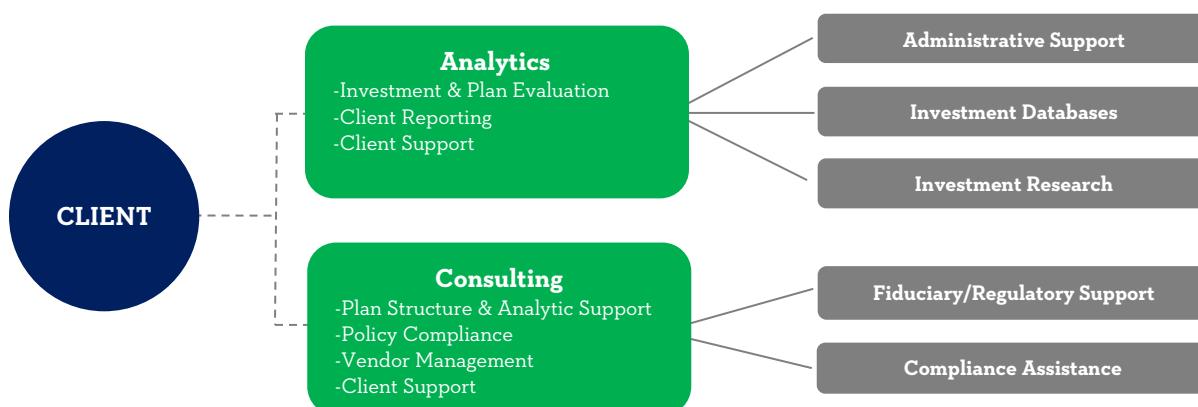 CLIENT
Analytics
-Investment & Plan Evaluation
-Client Reporting
-Client Support
Administrative Support
Investment Databases
Investment Research
Consulting
-Plan Structure & Analytic Support
-Policy Compliance
-Vendor Management
-Client Support
Fiduciary/Regulatory Support
Compliance Assistance